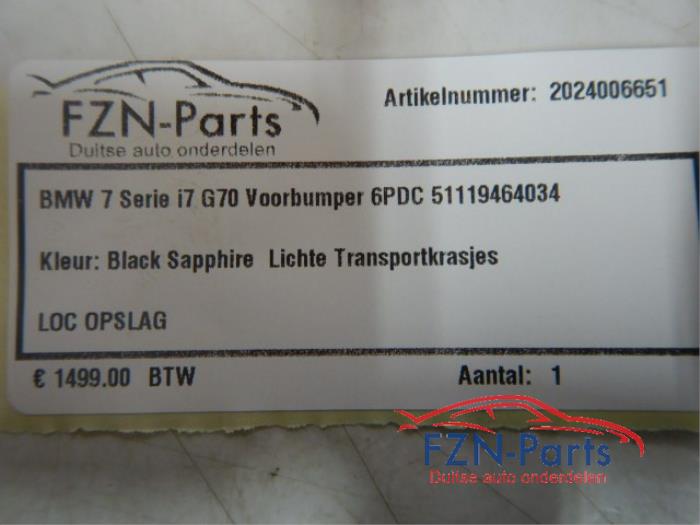 FZN-Parts
Duitse auto onderdelen
Artikelnummer: 2024006651
BMW 7 Serie i7 G70 Voorbumper 6PDC 51119464034
Kleur: Black Sapphire Lichte Transportkrasjes
LOC OPSLAG
€ 1499.00 BTW
Aantal: 1
FZN-Parts
Duitse auto onderdelen